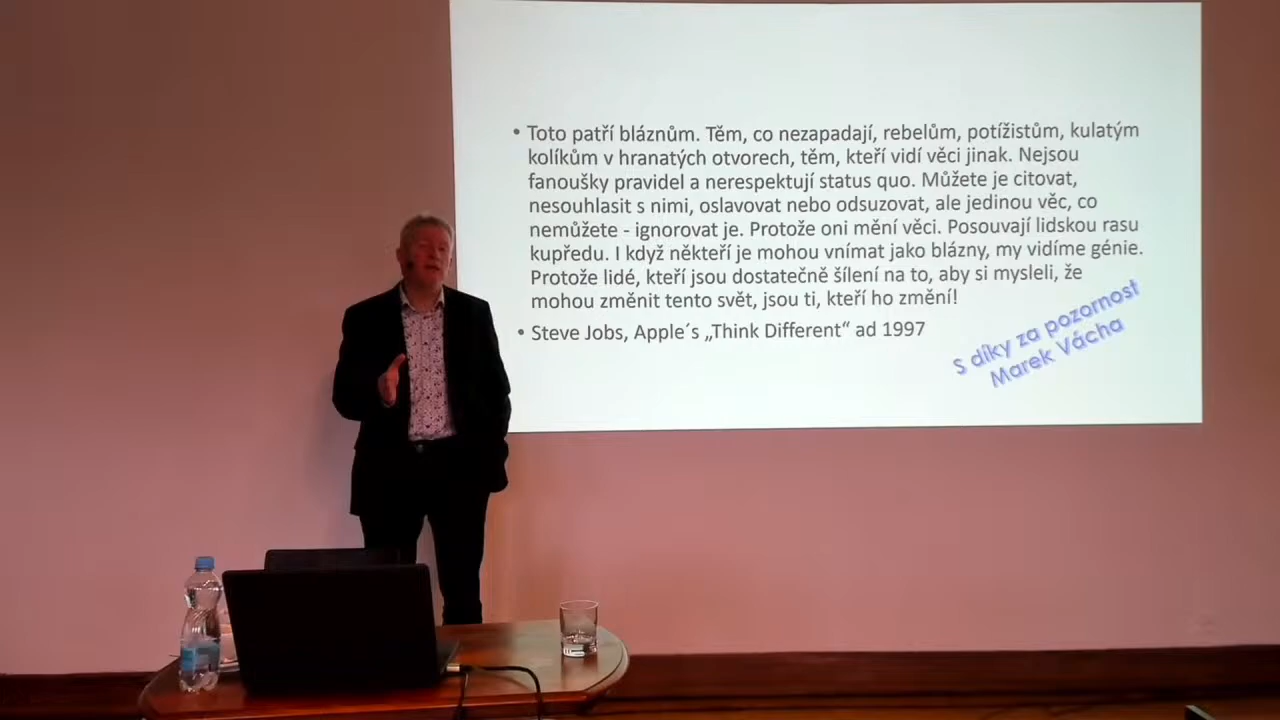 • Toto patří bláznům. Těm, co nezapadají, rebelům, potížistům, kulatým
kolíkům v hranatých otvorech, těm, kteří vidí věci jinak. Nejsou
fanoušky pravidel a nerespektují status quo. Můžete je citovat,
nesouhlasit s nimi, oslavovat nebo odsuzovat, ale jedinou věc, co
nemůžete - ignorovat je. Protože oni mění věci. Posouvají lidskou rasu
kupředu. I když někteří je mohou vnímat jako blázny, my vidíme génie.
Protože lidé, kteří jsou dostatečně šílení na to, aby si mysleli, že
mohou změnit tento svět, jsou ti, kteří ho změní!
• Steve Jobs, Apple´s „Think Different“ ad 1997
S díky za pozornost
Marek Vácha